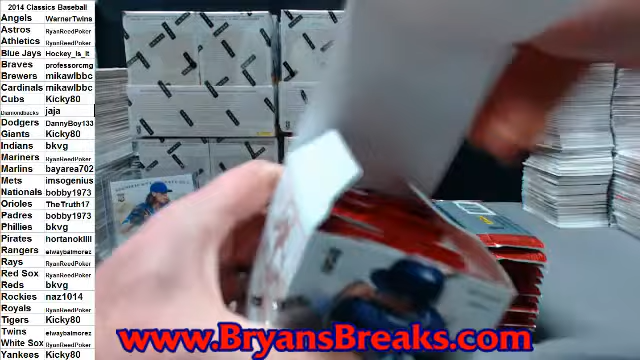 2014 Classics Baseball
Angels WarnerTwins
Astros RyanReedPoker
Athletics RyanReedPoker
Blue Jays Hockey_Is_It
Braves professorcmg
Brewers mikawlbbc
Cardinals mikawlbbc
Cubs Kicky80
Diamondbacks jaja
Dodgers DannyBoy133
Giants Kicky80
Indians bkvg
Mariners RyanReedPoker
Marlins bayarea702
Mets imsogenius
Nationals bobby1973
Orioles TheTruth17
Padres bobby1973
Phillies bkvg
Pirates
Rangers elwaybalmorez
Rays RyanReedPoker
Red Sox RyanReedPoker
Reds bkvg
Rockies naz1014
Royals RyanReedPoker
Tigers Kicky80
Twins elwaybalmorez
White Sox RyanReedPoker
Yankees Kicky80
www.BryansBreaks.com